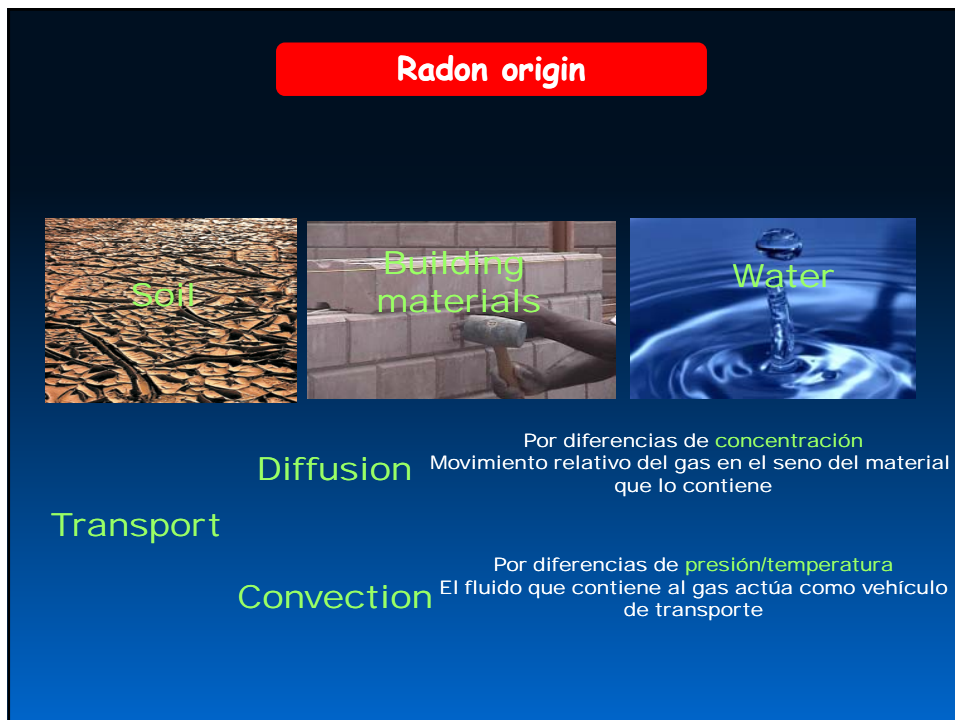 Radon origin
Soil
Building
materials
Water
Transport
Diffusion
Por diferencias de concentración
Movimiento relativo del gas en el seno del material
que lo contiene
Convection
Por diferencias de presión/temperatura
El fluido que contiene al gas actúa como vehículo
de transporte